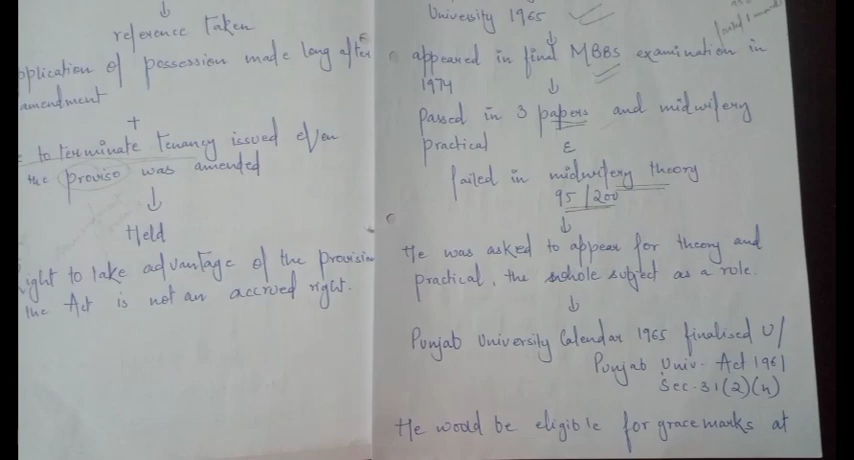 reference taken
pplication of possession made long after
amendment
+
to terminate tenancy issued even
the proviso was amended
Held
ight to take advantage of the provision
the Act is not an accrued right.
University 1965
appeared in final MBBS examination in
1974
Passed in 3 papers and midwifery
practical
&
failed in midwifery theory
95/200
He was asked to appear for theory and
practical, the whole subject as a role.
Punjab University Calendar 1965 finalised U/
Punjab Univ. Act 1961
Sec-31(2)(h)
He would be eligible for grace marks at